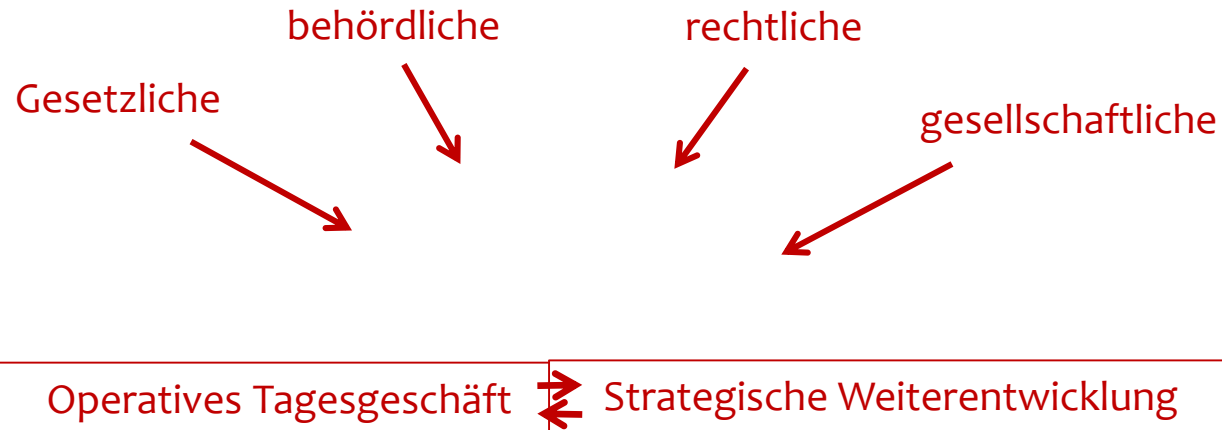 behördliche
rechtliche
Gesetzliche
gesellschaftliche
Operatives Tagesgeschäft
Strategische Weiterentwicklung